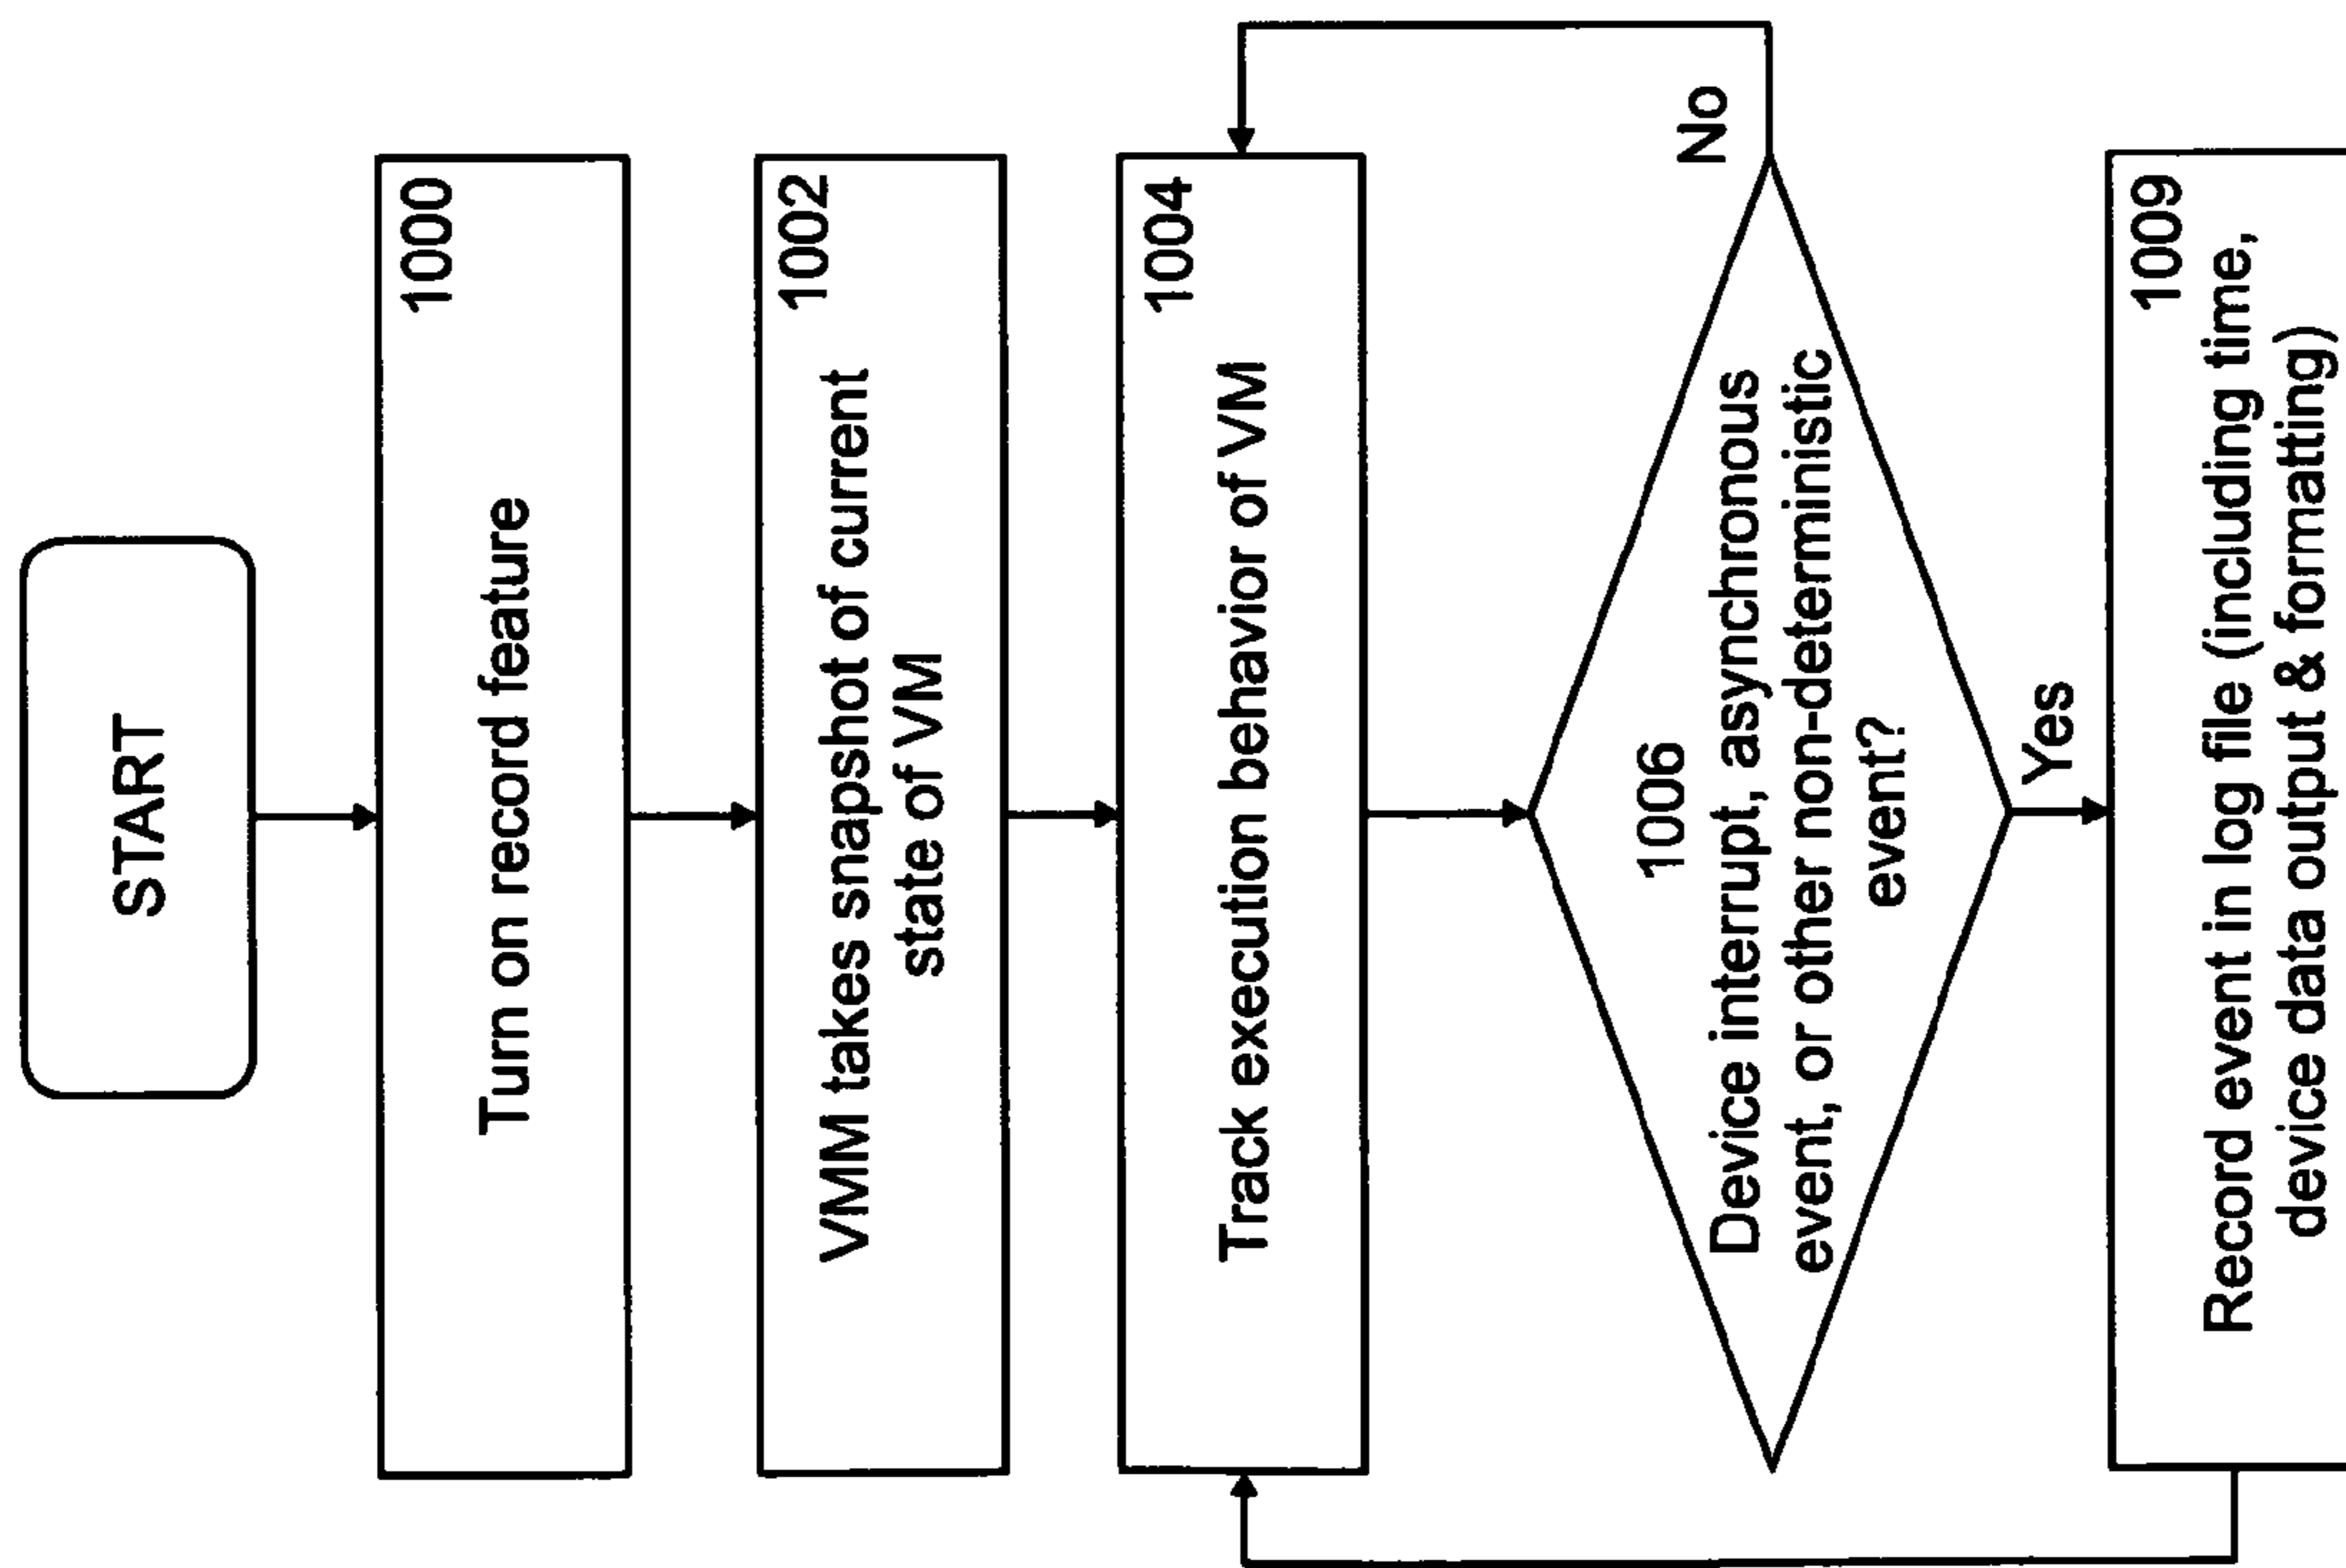 START
1000
Turn on record feature
1002
VMM takes snapshot of current
state of VM
1004
Track execution behavior of VM
1006
Device interrupt, asynchronous
event, or other non-deterministic
event?
No
Yes
1009
Record event in log file (including time,
device data output & formatting)